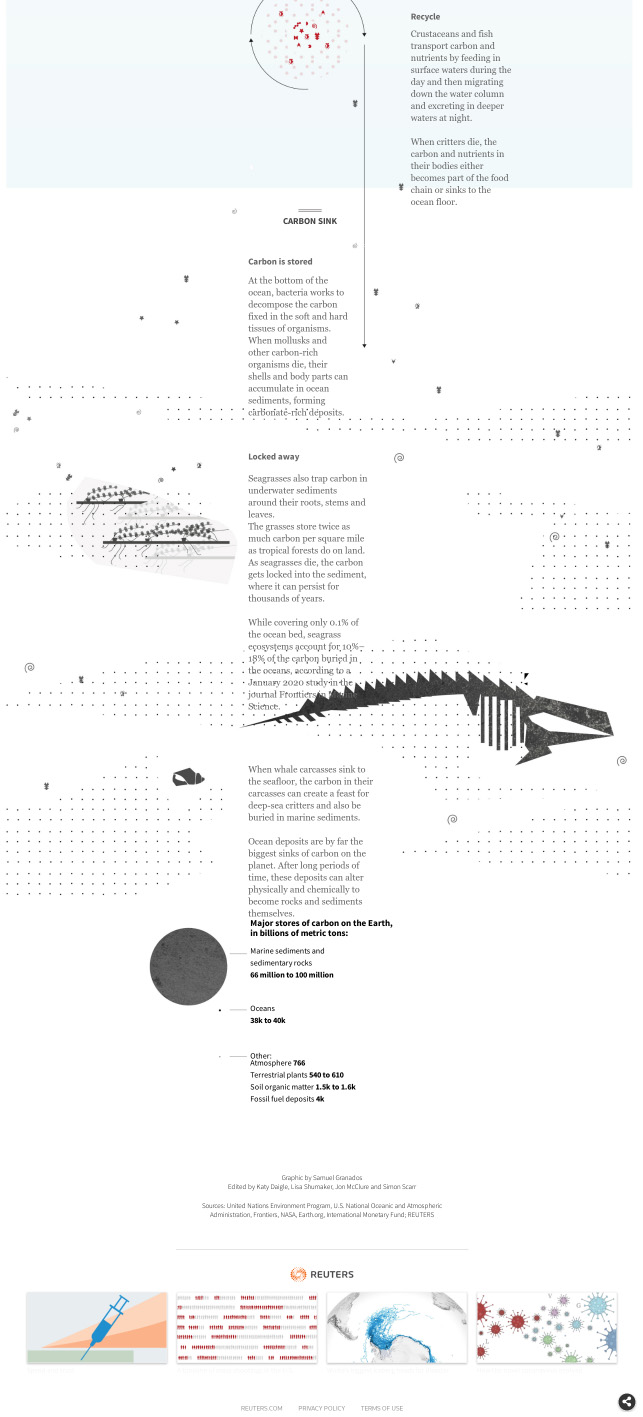 Recycle
Crustaceans and fish
transport carbon and
nutrients by feeding in
surface waters during the
day and then migrating
down the water column
and excreting in deeper
waters at night.
When critters die, the
carbon and nutrients in
their bodies either
becomes part of the food
chain or sinks to the
ocean floor.
CARBON SINK
Carbon is stored
At the bottom of the
ocean, bacteria works to
decompose the carbon
fixed in the soft and hard
tissues of organisms.
When mollusks and
other carbon-rich
organisms die, their
shells and body parts can
accumulate in ocean
sediments, forming
carbonate-rich deposits.
Locked away
Seagrasses also trap carbon in
underwater sediments
around their roots, stems and
leaves.
The grasses store twice as
much carbon per square mile
as tropical forests do on land.
As seagrasses die, the carbon
gets locked into the sediment,
where it can persist for
thousands of years.
While covering only 0.1% of
the ocean bed, seagrass
ecosystems account for 10%–
18% of the carbon buried in
the oceans, according to a
January 2020 study in the
journal Frontiers in
Science.
When whale carcasses sink to
the seafloor, the carbon in their
carcasses can create a feast for
deep-sea critters and also be
buried in marine sediments.
Ocean deposits are by far the
biggest sinks of carbon on the
planet. After long periods of
time, these deposits can alter
physically and chemically to
become rocks and sediments
themselves.
Major stores of carbon on the Earth,
in billions of metric tons:
Marine sediments and
sedimentary rocks
66 million to 100 million
Oceans
38k to 40k
Other:
Atmosphere 766
Terrestrial plants 540 to 610
Soil organic matter 1.5k to 1.6k
Fossil fuel deposits 4k
Graphic by Samuel Granados
Edited by Katy Daigle, Lisa Shumaker, Jon McClure and Simon Scarr
Sources: United Nations Environment Program, U.S. National Oceanic and Atmospheric
Administration, Frontiers, NASA, Earth.org, International Monetary Fund; REUTERS
REUTERS
REUTERS.COM PRIVACY POLICY TERMS OF USE